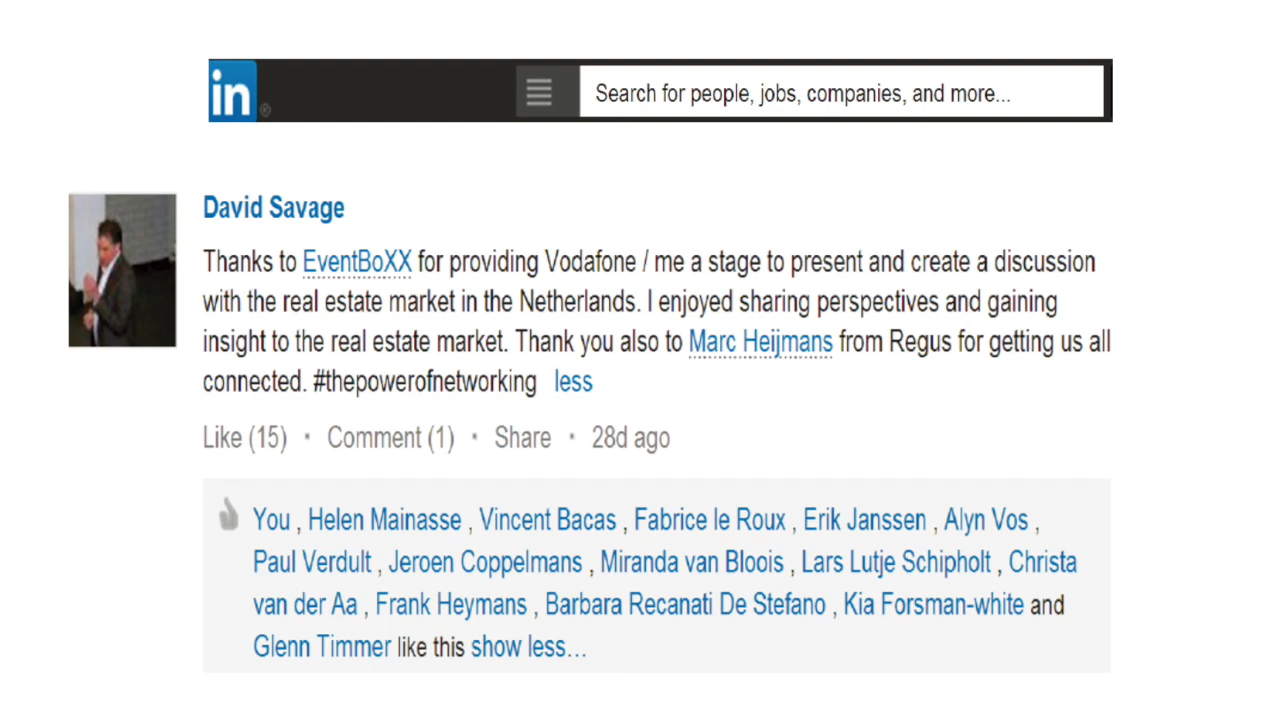 in ®
Search for people, jobs, companies, and more...
David Savage
Thanks to EventBoXX for providing Vodafone / me a stage to present and create a discussion
with the real estate market in the Netherlands. I enjoyed sharing perspectives and gaining
insight to the real estate market. Thank you also to Marc Heijmans from Regus for getting us all
connected. #thepowerofnetworking less
Like (15) · Comment (1) · Share · 28d ago
You , Helen Mainasse , Vincent Bacas , Fabrice le Roux , Erik Janssen , Alyn Vos ,
Paul Verdult , Jeroen Coppelmans , Miranda van Bloois , Lars Lutje Schipholt , Christa
van der Aa , Frank Heymans , Barbara Recanati De Stefano , Kia Forsman-white and
Glenn Timmer like this show less...